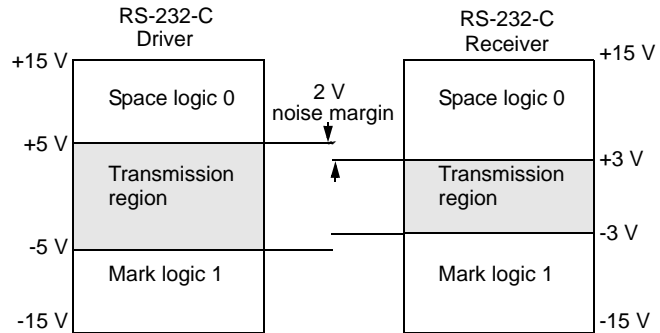 RS-232-C
Driver
RS-232-C
Receiver
+15 V
+15 V
Space logic 0
2 V
noise margin
Space logic 0
+5 V
+3 V
Transmission
region
Transmission
region
-3 V
-5 V
Mark logic 1
Mark logic 1
-15 V
-15 V